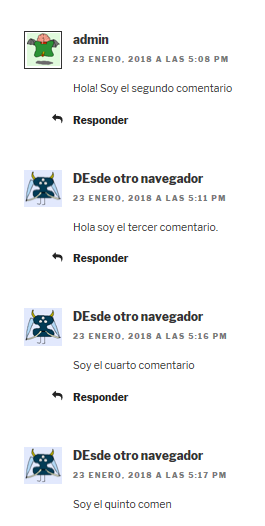 admin
23 ENERO, 2018 A LAS 5:08 PM
Hola! Soy el segundo comentario
Responder
DEsde otro navegador
23 ENERO, 2018 A LAS 5:11 PM
Hola soy el tercer comentario.
Responder
DEsde otro navegador
23 ENERO, 2018 A LAS 5:16 PM
Soy el cuarto comentario
Responder
DEsde otro navegador
23 ENERO, 2018 A LAS 5:17 PM
Soy el quinto comen